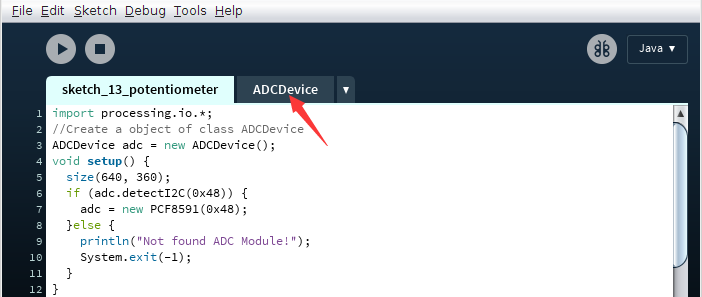 File Edit Sketch Debug Tools Help
Java ▼
sketch_13_potentiometer ADCDevice ▼
1 import processing.io.*;
2 //Create a object of class ADCDevice
3 ADCDevice adc = new ADCDevice();
4 void setup() {
5   size(640, 360);
6   if (adc.detectI2C(0x48)) {
7     adc = new PCF8591(0x48);
8   }else {
9     println("Not found ADC Module!");
10     System.exit(-1);
11   }
12 }